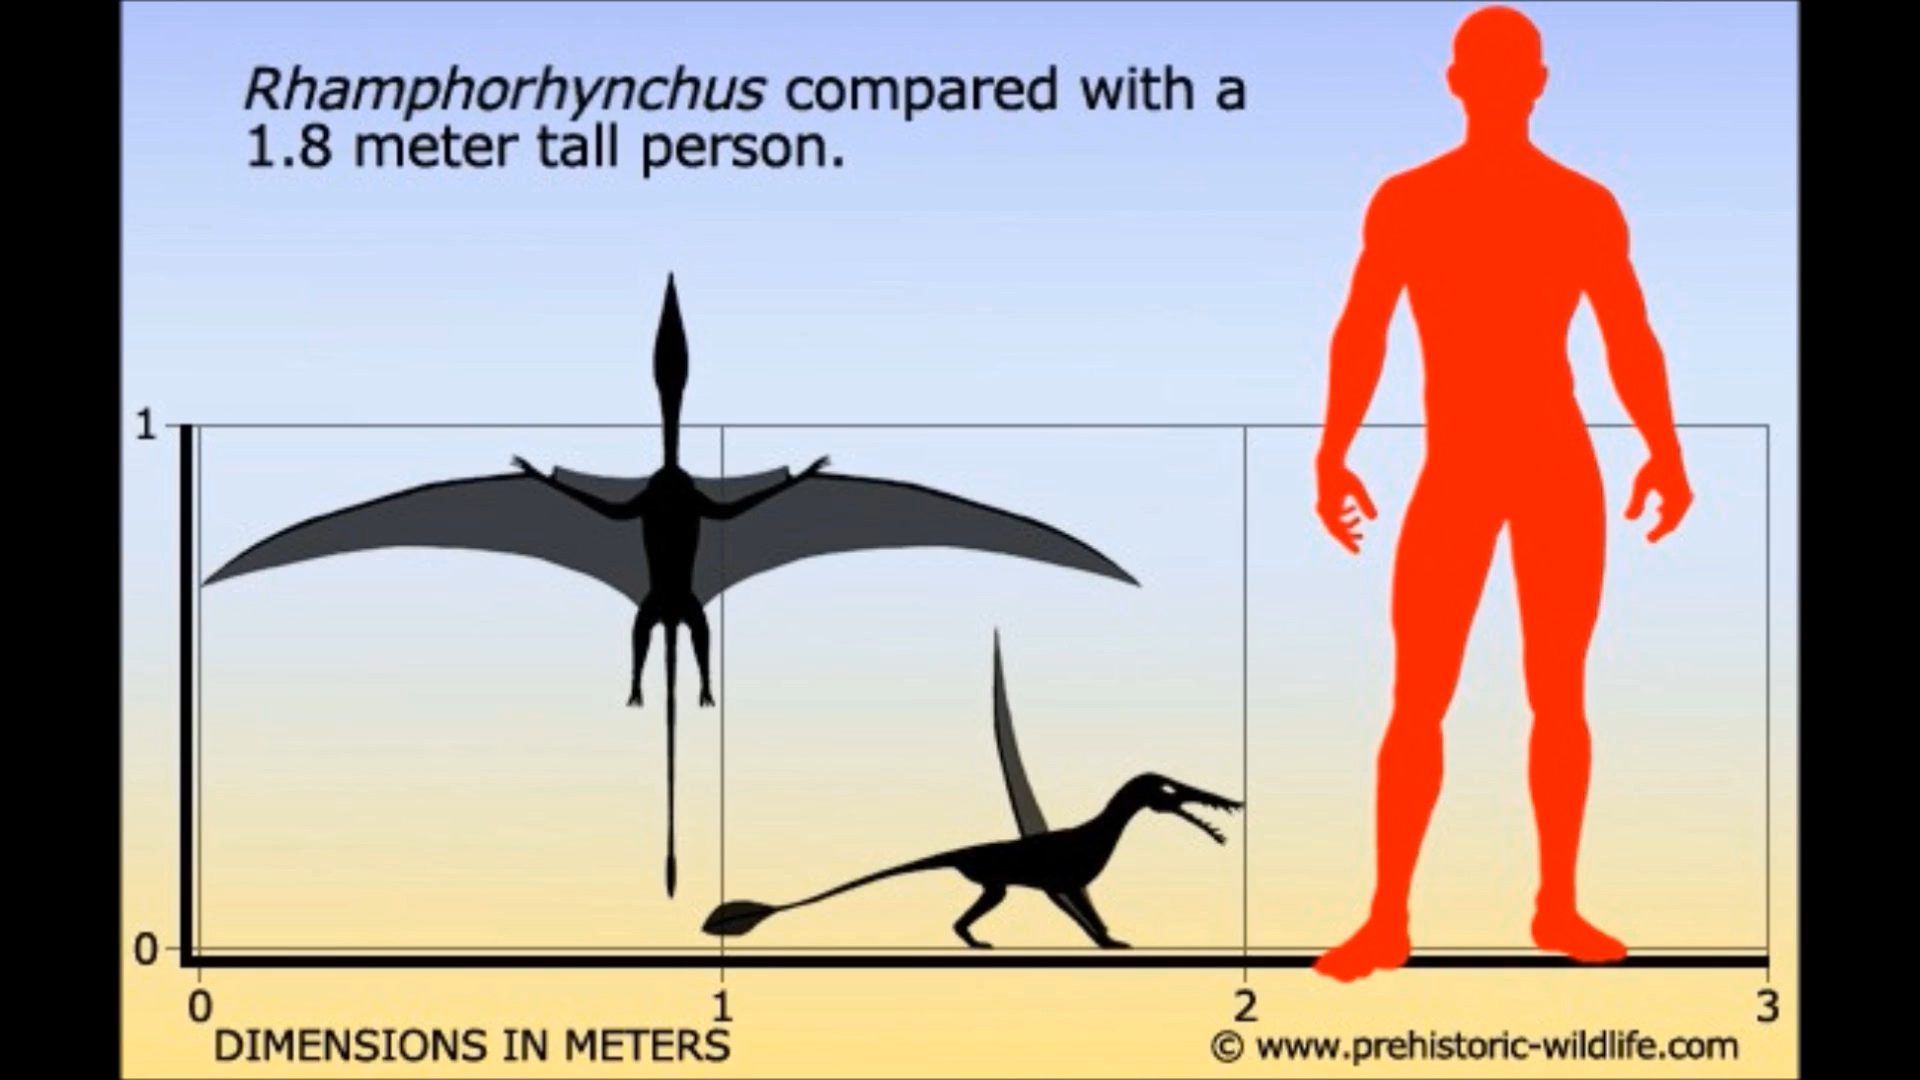 Rhamphorhynchus compared with a
1.8 meter tall person.
1
0
0 1 2 3
DIMENSIONS IN METERS
© www.prehistoric-wildlife.com